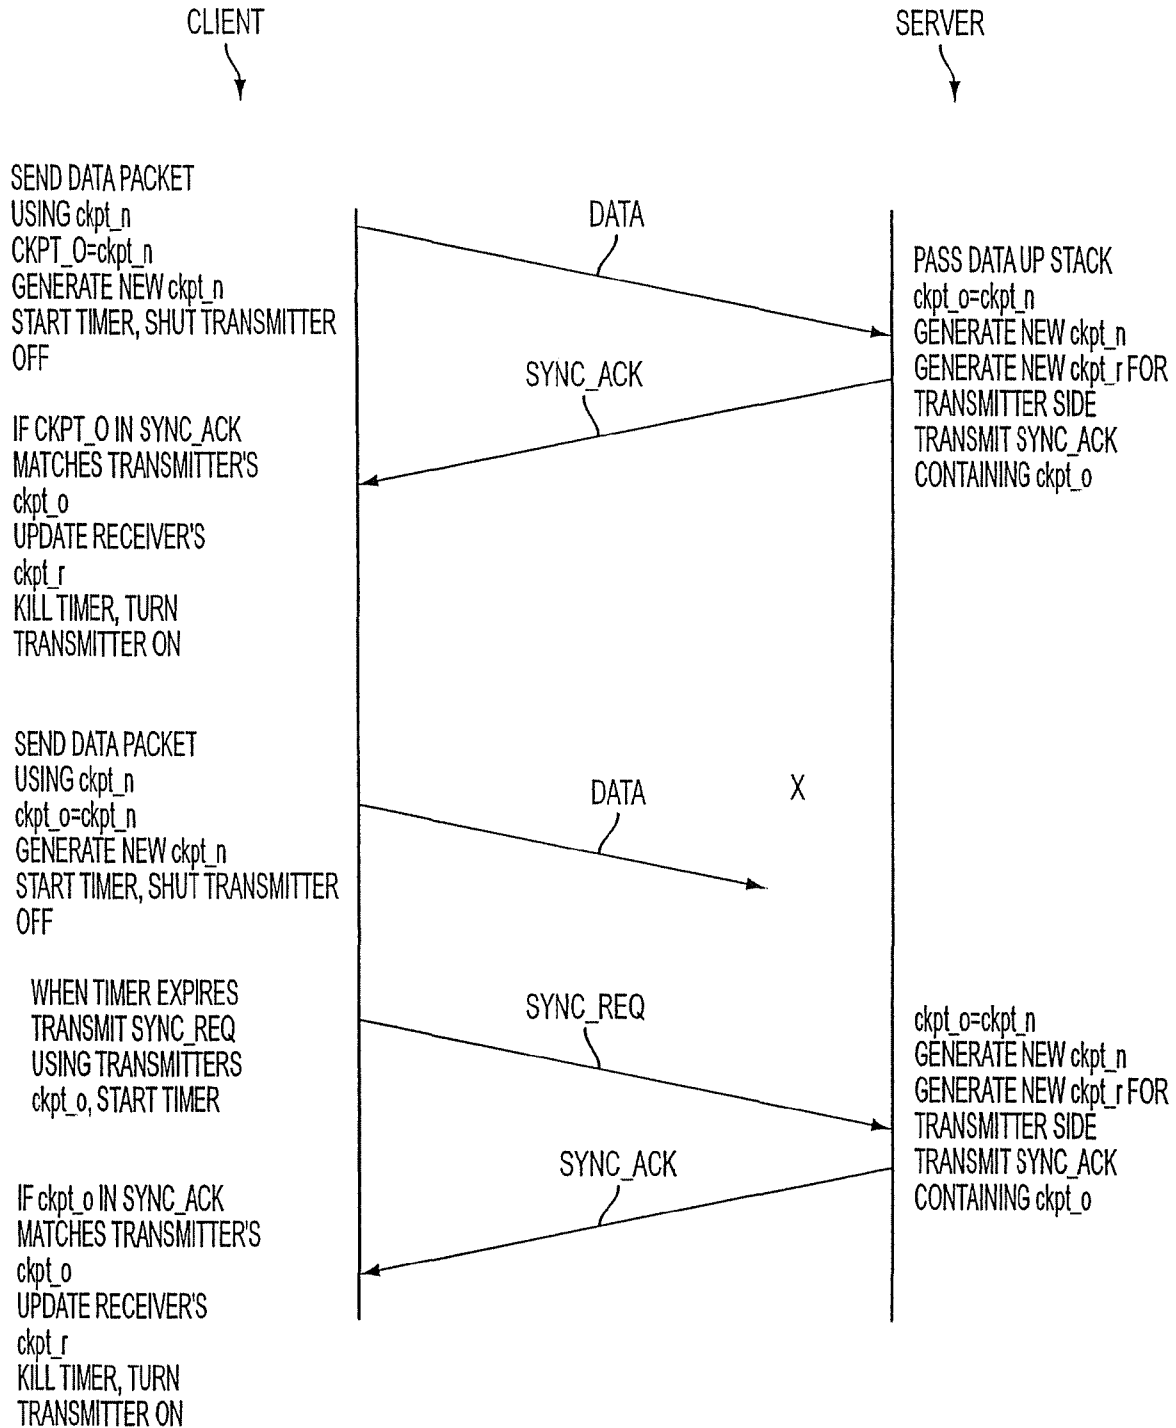 CLIENT
SERVER
SEND DATA PACKET
USING ckpt_n
CKPT_O=ckpt_n
GENERATE NEW ckpt_n
START TIMER, SHUT TRANSMITTER
OFF
DATA
PASS DATA UP STACK
ckpt_o=ckpt_n
GENERATE NEW ckpt_n
GENERATE NEW ckpt_r FOR
TRANSMITTER SIDE
TRANSMIT SYNC_ACK
CONTAINING ckpt_o
SYNC_ACK
IF CKPT_O IN SYNC_ACK
MATCHES TRANSMITTER'S
ckpt_o
UPDATE RECEIVER'S
ckpt_r
KILL TIMER, TURN
TRANSMITTER ON
SEND DATA PACKET
USING ckpt_n
ckpt_o=ckpt_n
GENERATE NEW ckpt_n
START TIMER, SHUT TRANSMITTER
OFF
DATA
X
WHEN TIMER EXPIRES
TRANSMIT SYNC_REQ
USING TRANSMITTERS
ckpt_o, START TIMER
SYNC_REQ
ckpt_o=ckpt_n
GENERATE NEW ckpt_n
GENERATE NEW ckpt_r FOR
TRANSMITTER SIDE
TRANSMIT SYNC_ACK
CONTAINING ckpt_o
SYNC_ACK
IF ckpt_o IN SYNC_ACK
MATCHES TRANSMITTER'S
ckpt_o
UPDATE RECEIVER'S
ckpt_r
KILL TIMER, TURN
TRANSMITTER ON